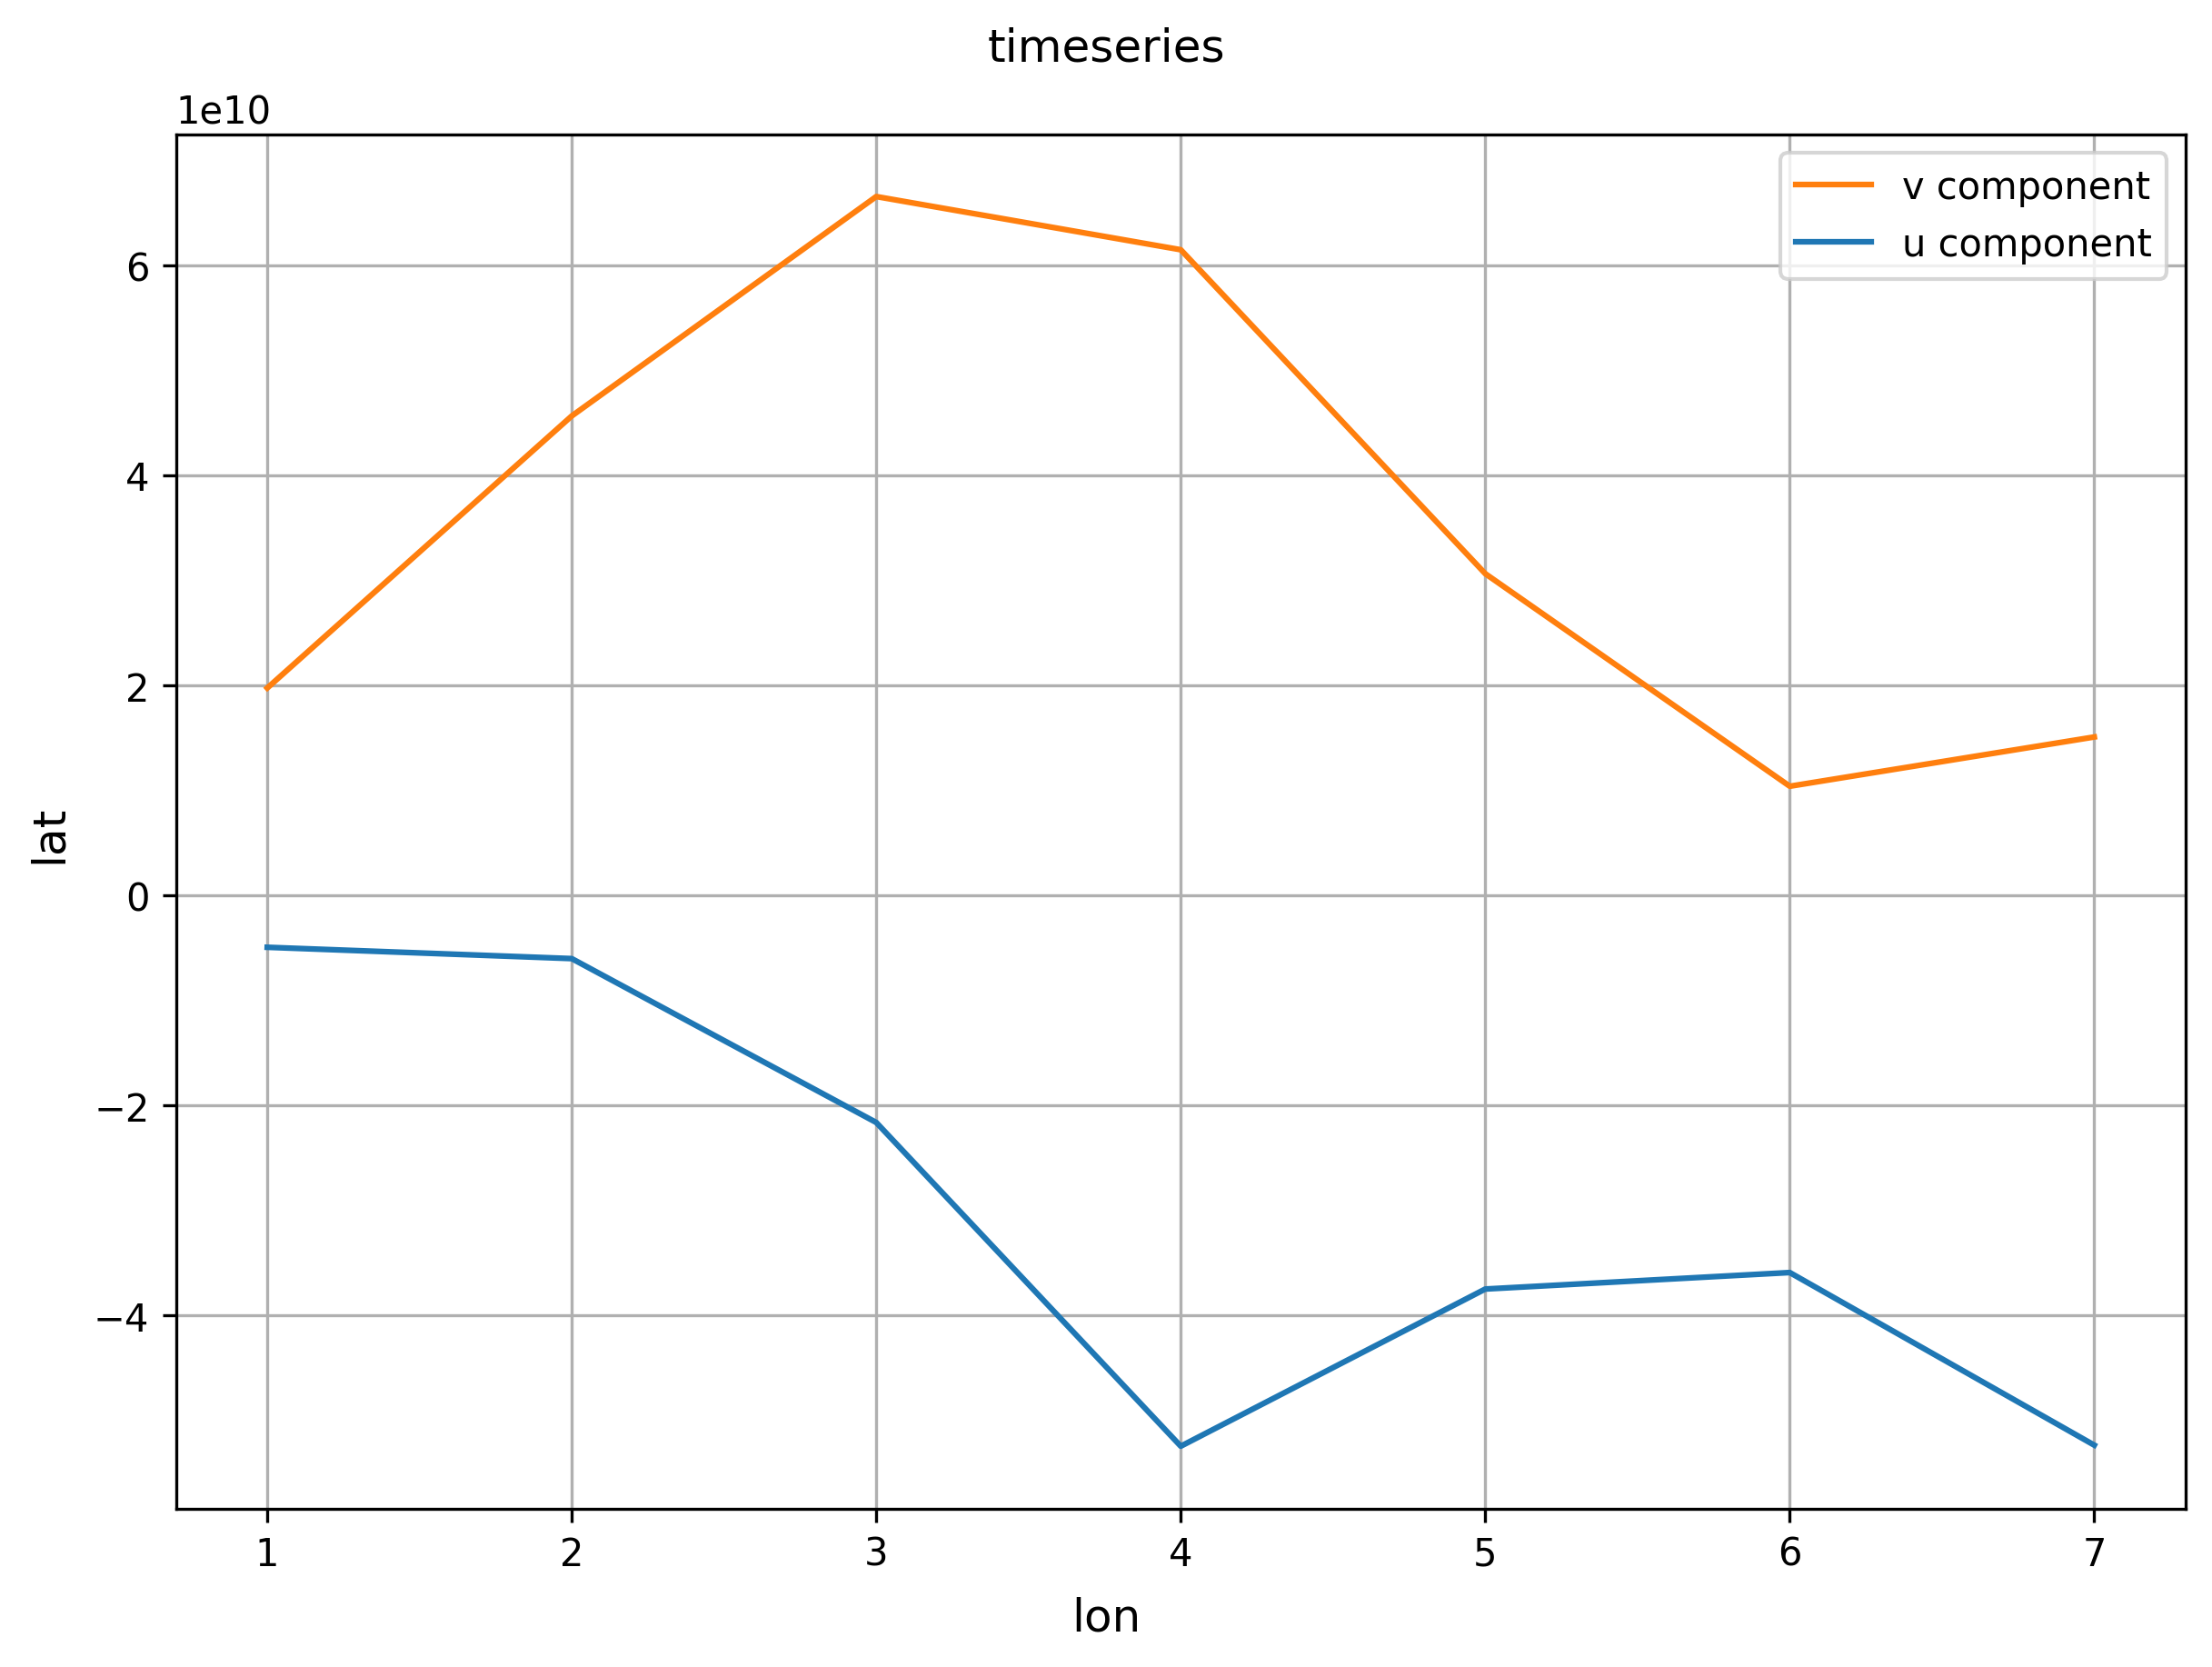 timeseries
1e10
v component
u component
6
4
2
0
−2
−4
lat
1 2 3 4 5 6 7
lon